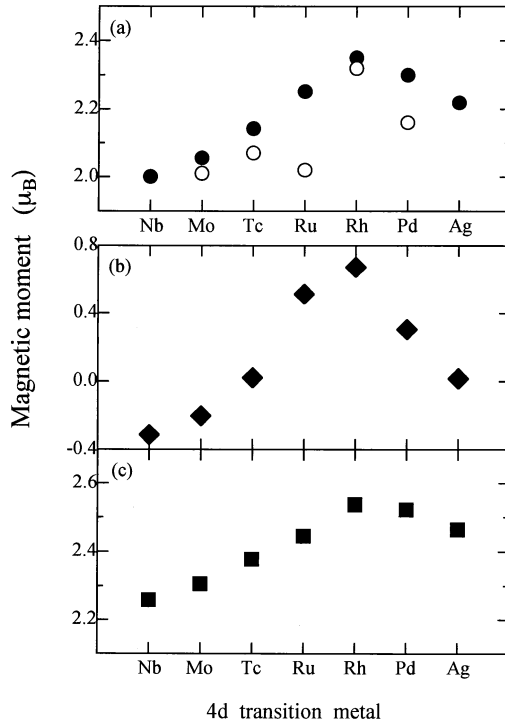 (a)
2.4
2.2
2.0
Nb Mo Tc Ru Rh Pd Ag
Magnetic moment (μB)
(b)
0.8
0.4
0.0
-0.4
(c)
2.6
2.4
2.2
Nb Mo Tc Ru Rh Pd Ag
4d transition metal